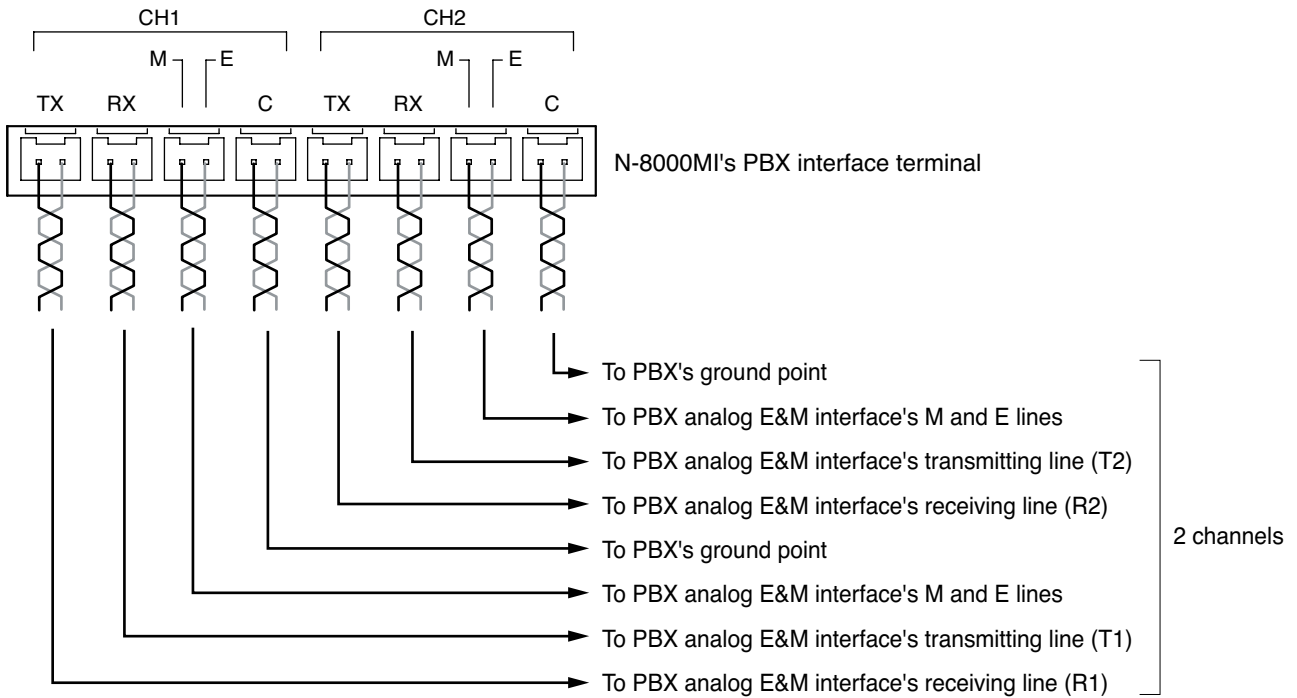 CH1 CH2
M E M E
TX RX C TX RX C
N-8000MI's PBX interface terminal
To PBX's ground point
To PBX analog E&M interface's M and E lines
To PBX analog E&M interface's transmitting line (T2)
To PBX analog E&M interface's receiving line (R2)
To PBX's ground point
2 channels
To PBX analog E&M interface's M and E lines
To PBX analog E&M interface's transmitting line (T1)
To PBX analog E&M interface's receiving line (R1)